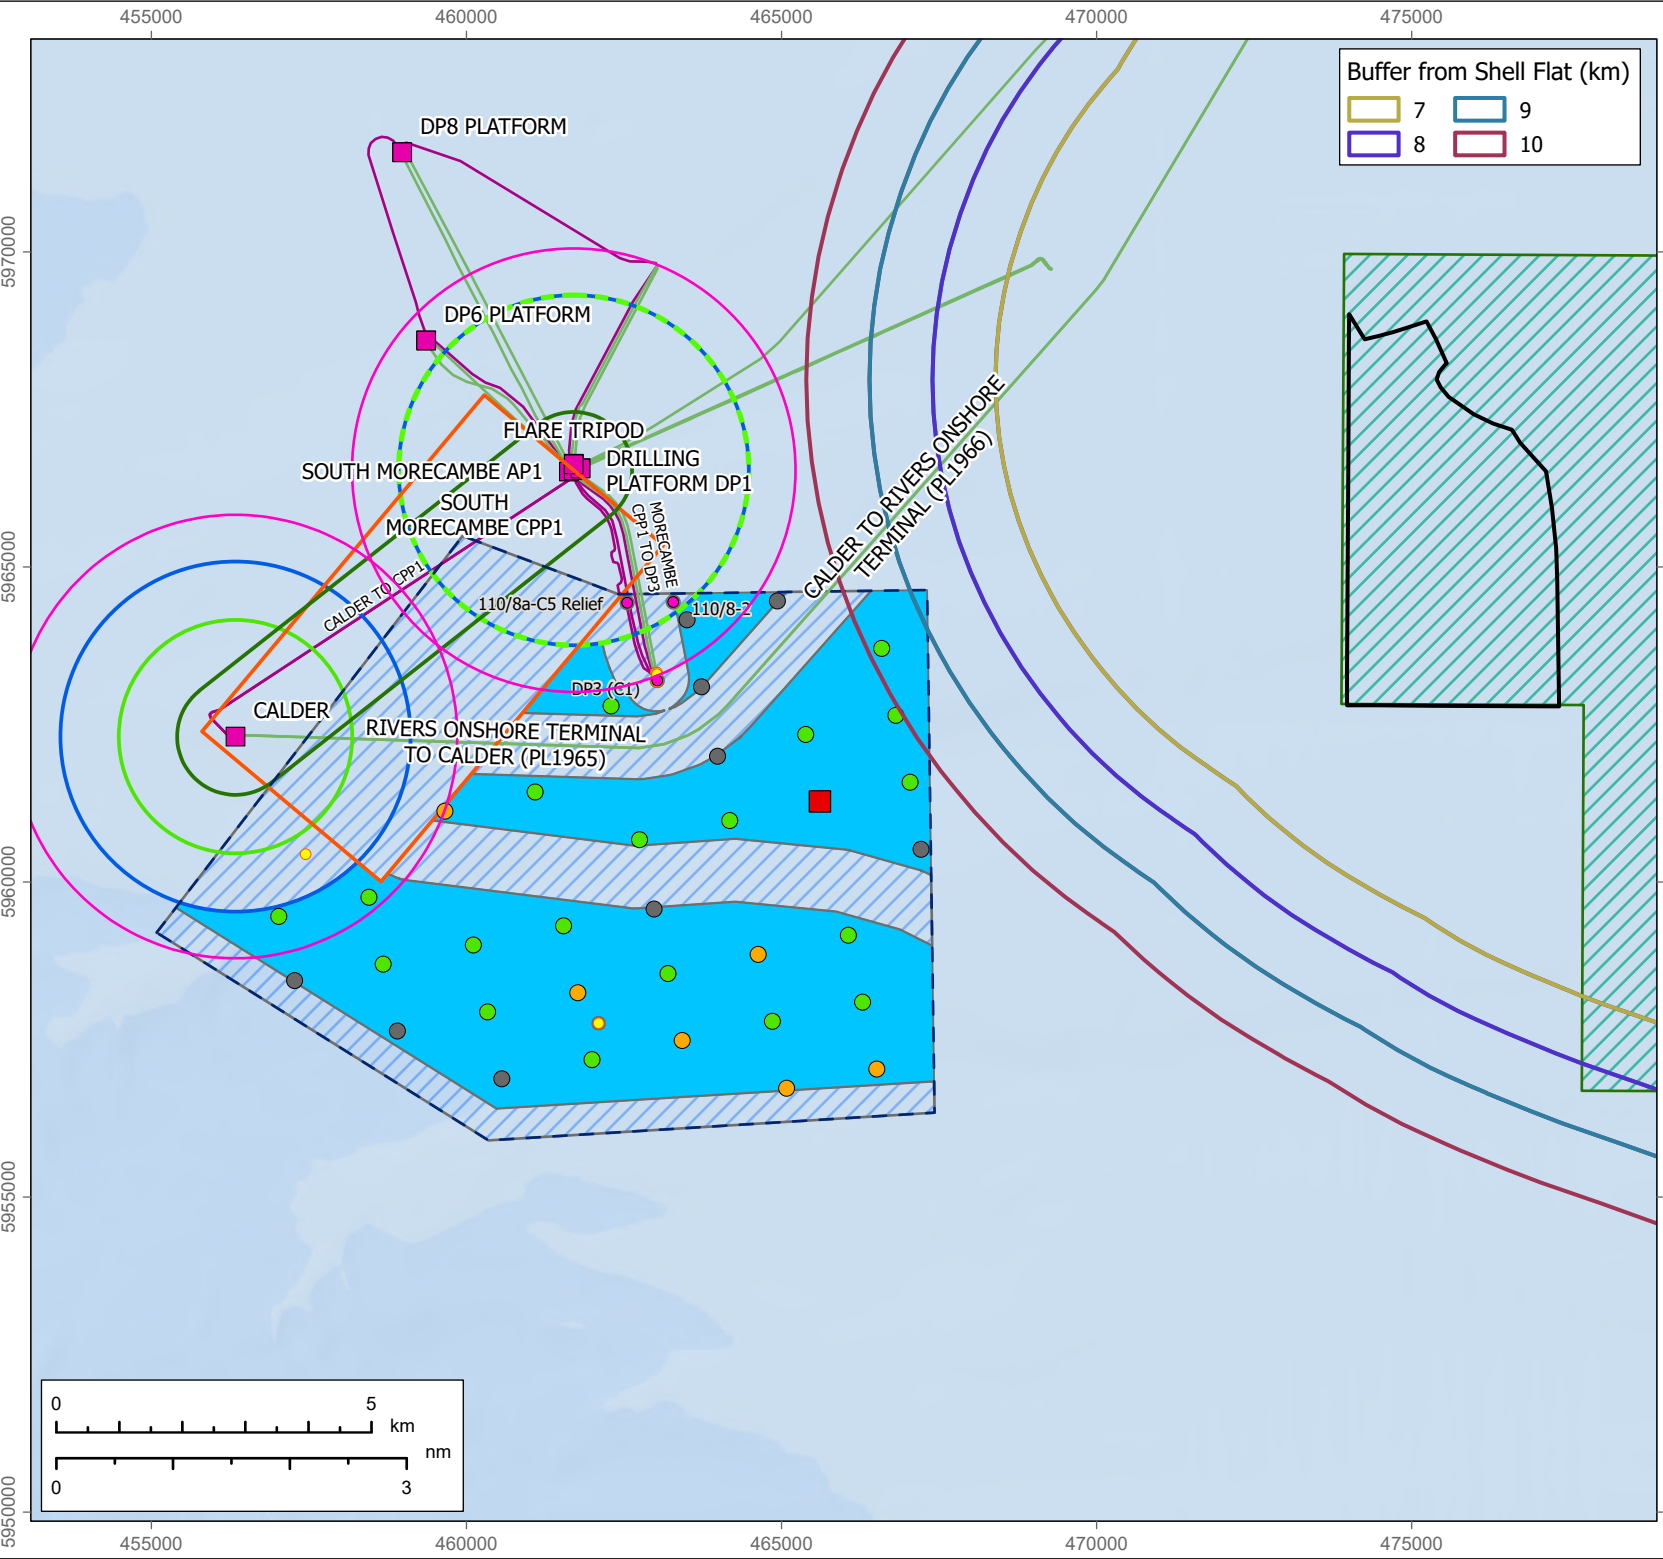 455000 460000 465000 470000 475000
Buffer from Shell Flat (km)
7 9
8 10
DP8 PLATFORM
5970000
DP6 PLATFORM
FLARE TRIPOD
SOUTH MORECAMBE AP1
DRILLING
PLATFORM DP1
SOUTH
MORECAMBE CPP1
MORECAMBE
CPP1 TO DP3
CALDER TO RIVERS ONSHORE
TERMINAL (PL1966)
5965000
CALDER TO CPP1
110/8a-C5 Relief
110/8-2
DP3 (C1)
CALDER
RIVERS ONSHORE TERMINAL
TO CALDER (PL1965)
5960000
5955000
0 5
km
nm
0 3
5950000
455000 460000 465000 470000 475000